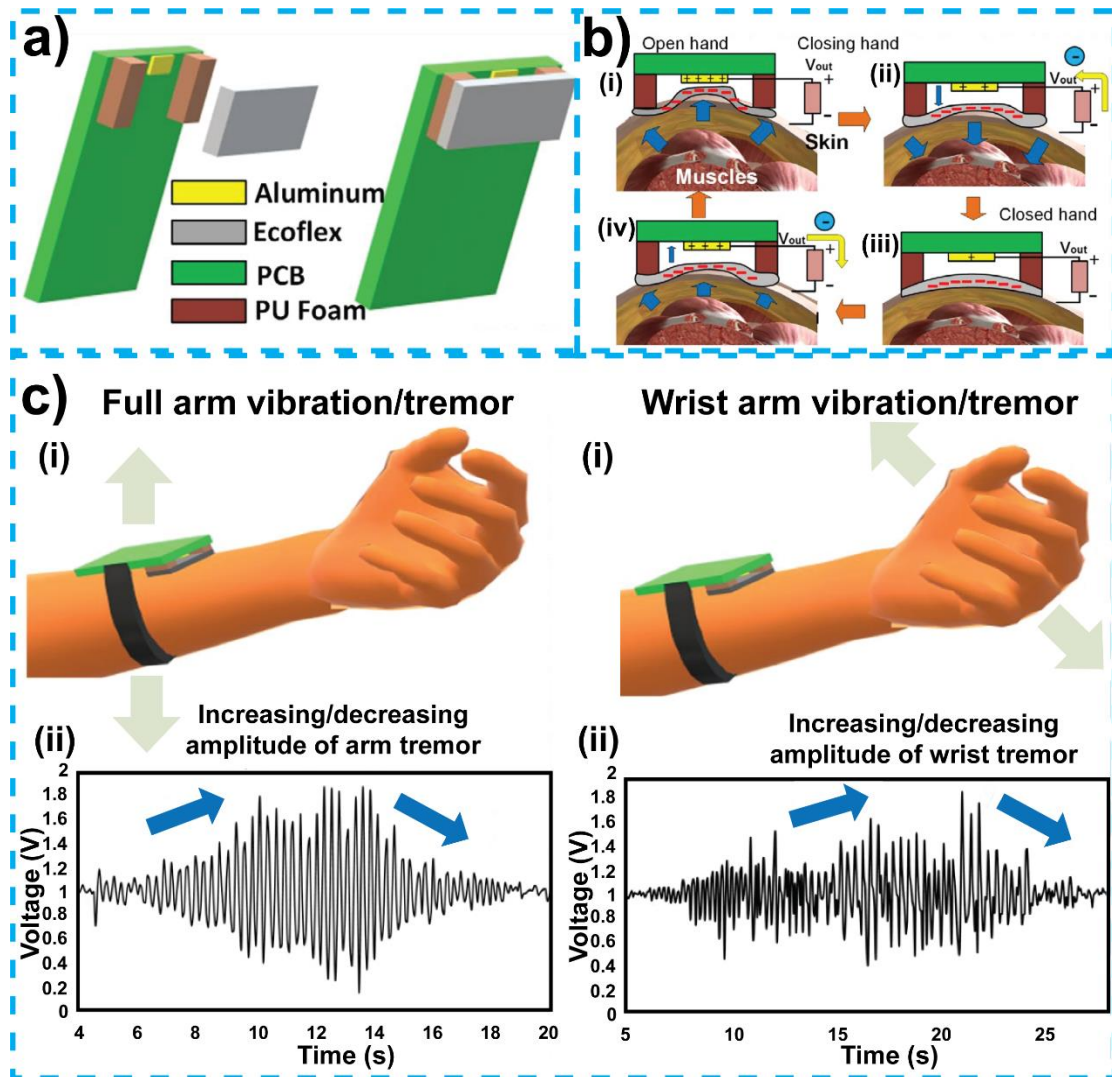 a)
Aluminum
Ecoflex
PCB
PU Foam
b)
Open hand
Closing hand
(i)
+ + + +
Vout
+
-
Skin
Muscles
(ii)
-
Vout
+ +
+
-
Closed hand
(iv)
-
+ + +
Vout
+
-
(iii)
+
Vout
+
-
c)
Full arm vibration/tremor
(i)
(ii)
Increasing/decreasing
amplitude of arm tremor
Voltage (V)
2
1.8
1.6
1.4
1.2
1
0.8
0.6
0.4
0.2
0
4 6 8 10 12 14 16 18 20
Time (s)
Wrist arm vibration/tremor
(i)
(ii)
Increasing/decreasing
amplitude of wrist tremor
Voltage (V)
2
1.8
1.6
1.4
1.2
1
0.8
0.6
0.4
0.2
0
5 10 15 20 25
Time (s)